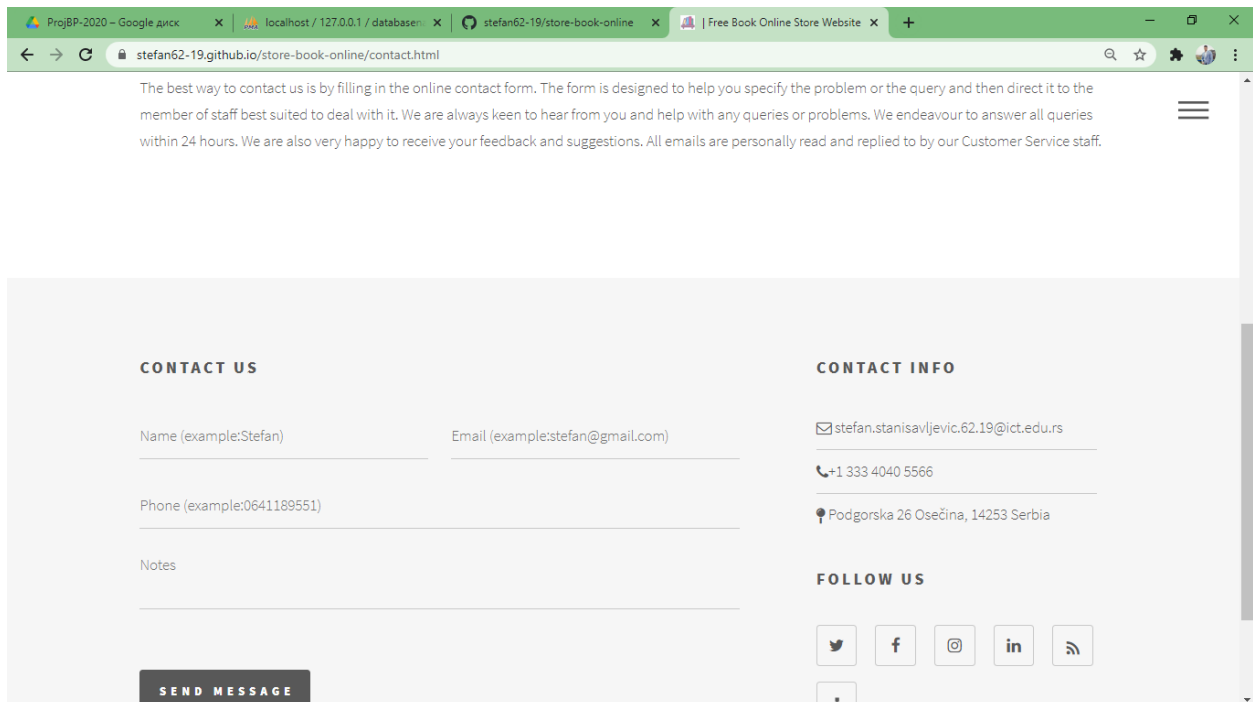 ProjBP-2020 – Google диск
localhost / 127.0.0.1 / databasen
stefan62-19/store-book-online
| Free Book Online Store Website
stefan62-19.github.io/store-book-online/contact.html
The best way to contact us is by filling in the online contact form. The form is designed to help you specify the problem or the query and then direct it to the
member of staff best suited to deal with it. We are always keen to hear from you and help with any queries or problems. We endeavour to answer all queries
within 24 hours. We are also very happy to receive your feedback and suggestions. All emails are personally read and replied to by our Customer Service staff.
CONTACT US
Name (example:Stefan)
Email (example:stefan@gmail.com)
Phone (example:0641189551)
Notes
SEND MESSAGE
CONTACT INFO
stefan.stanisavljevic.62.19@ict.edu.rs
+1 333 4040 5566
Podgorska 26 Osečina, 14253 Serbia
FOLLOW US